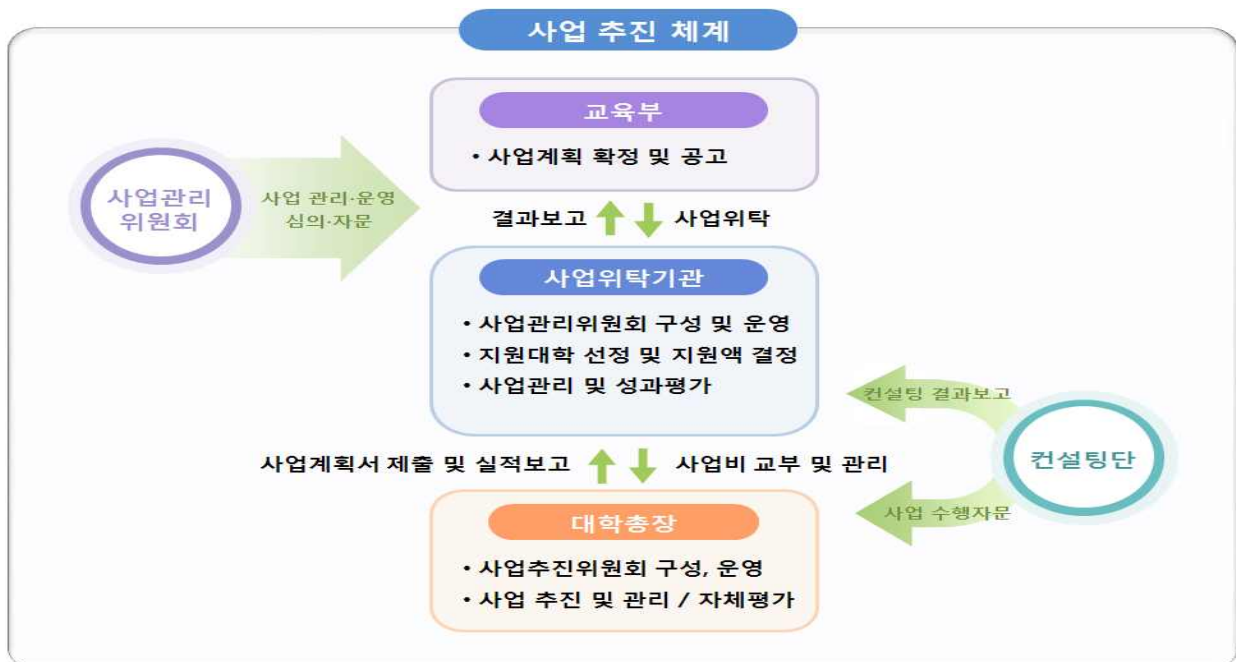 사업 추진 체계
교육부
• 사업계획 확정 및 공고
사업관리
위원회
사업 관리·운영
심의·자문
결과보고
사업위탁
사업위탁기관
• 사업관리위원회 구성 및 운영
• 지원대학 선정 및 지원액 결정
• 사업관리 및 성과평가
컨설팅 결과보고
컨설팅단
사업 수행자문
사업계획서 제출 및 실적보고
사업비 교부 및 관리
대학총장
• 사업추진위원회 구성, 운영
• 사업 추진 및 관리 / 자체평가